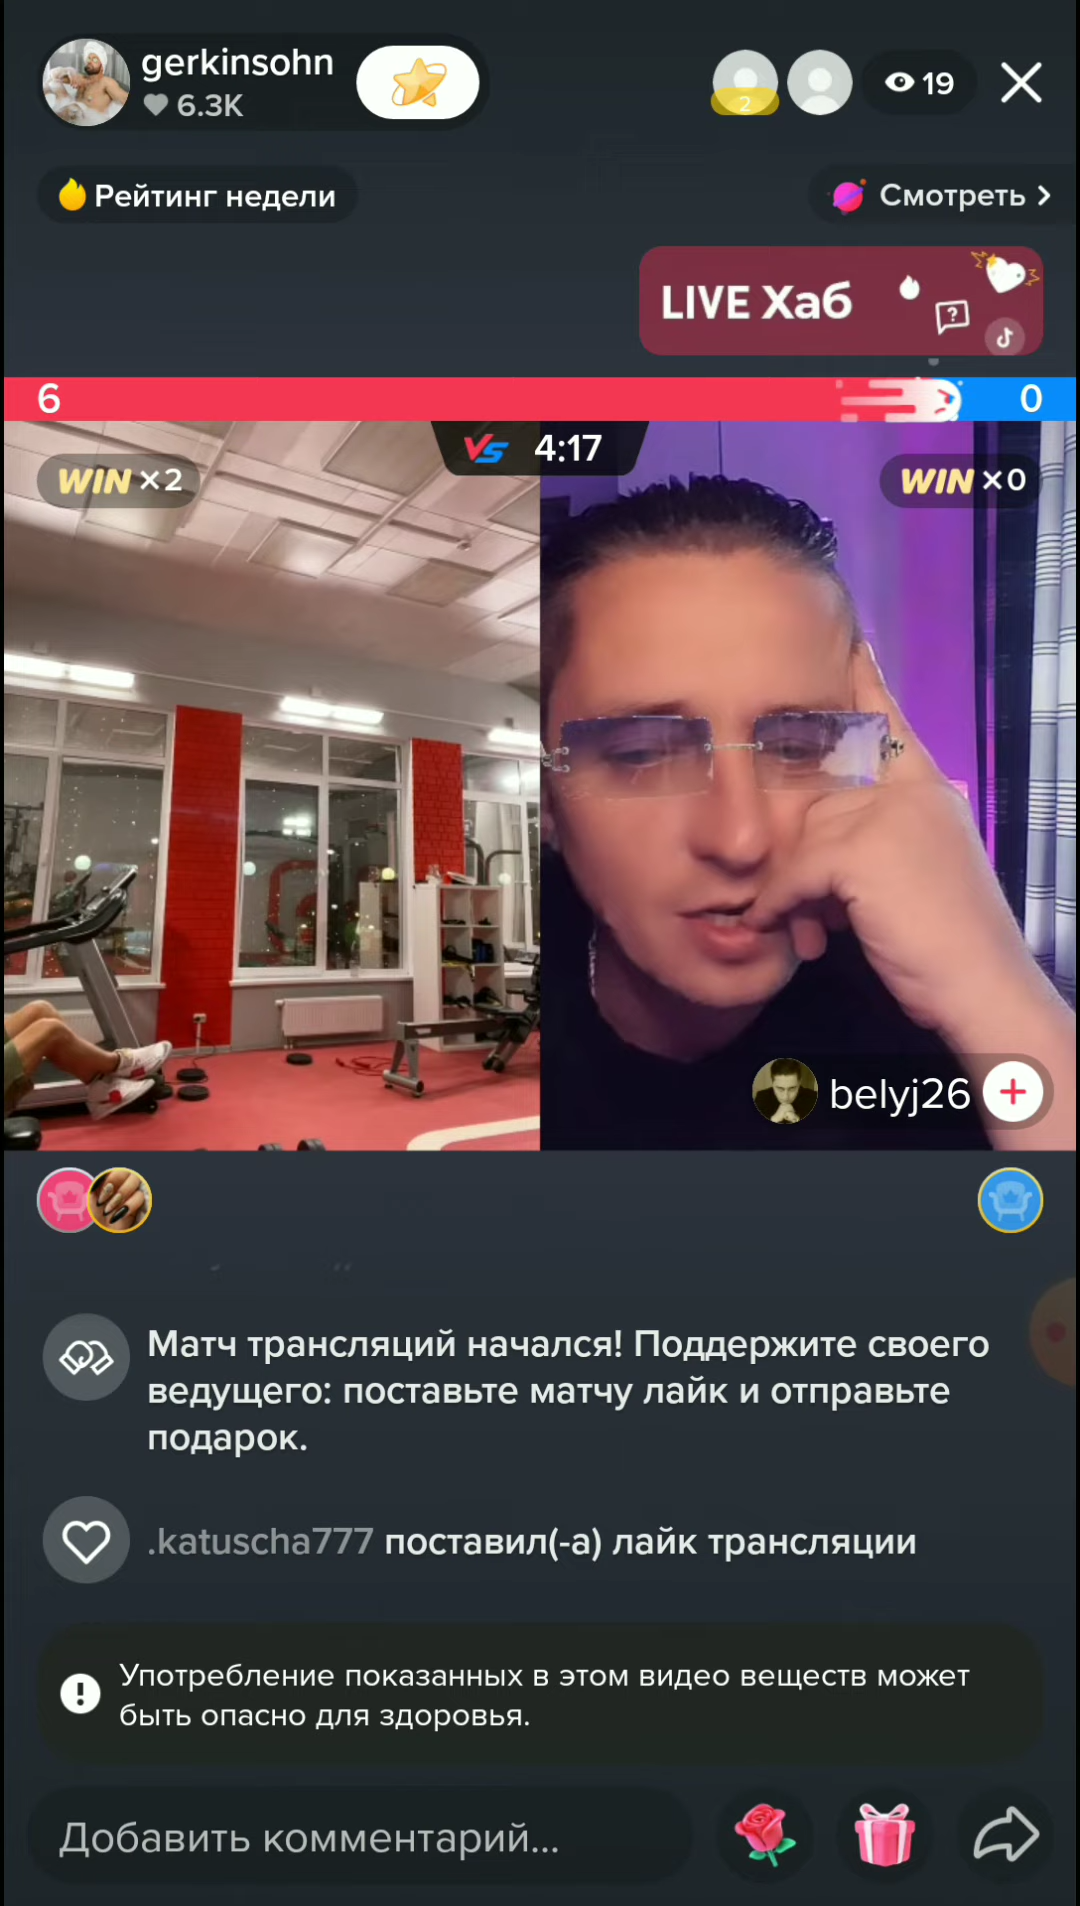 gerkinsohn
6.3K
2
19
Рейтинг недели
Смотреть
LIVE Хаб
6
0
VS 4:17
WIN ×2
WIN ×0
belyj26
Матч трансляций начался! Поддержите своего
ведущего: поставьте матчу лайк и отправьте
подарок.
.katuscha777 поставил(-а) лайк трансляции
Употребление показанных в этом видео веществ может
быть опасно для здоровья.
Добавить комментарий...